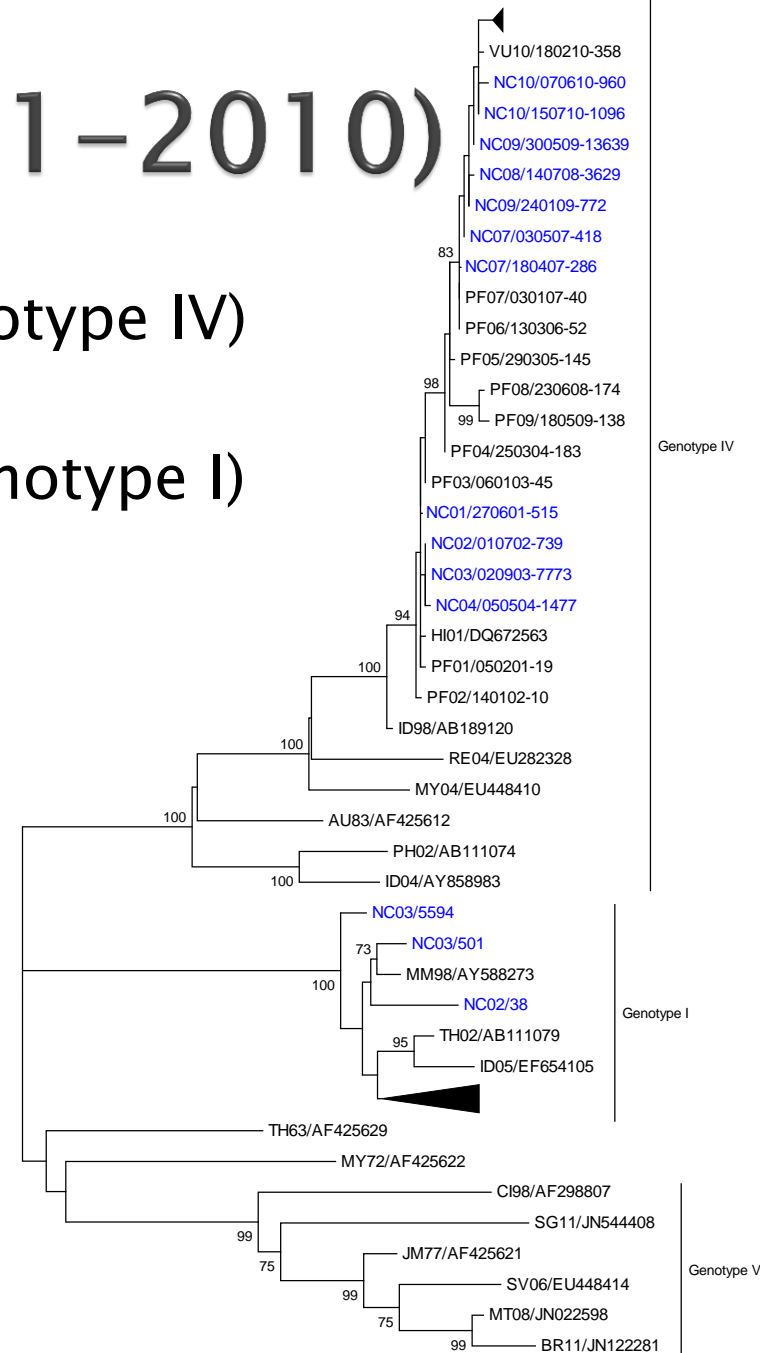 1-2010)
otype IV)
notype I)
VU10/180210-358
NC10/070610-960
NC10/150710-1096
NC09/300509-13639
NC08/140708-3629
NC09/240109-772
NC07/030507-418
83
NC07/180407-286
PF07/030107-40
PF06/130306-52
PF05/290305-145
98
PF08/230608-174
99
PF09/180509-138
Genotype IV
PF04/250304-183
PF03/060103-45
NC01/270601-515
NC02/010702-739
NC03/020903-7773
NC04/050504-1477
94
HI01/DQ672563
100
PF01/050201-19
PF02/140102-10
ID98/AB189120
100
RE04/EU282328
MY04/EU448410
100
AU83/AF425612
PH02/AB111074
100
ID04/AY858983
NC03/5594
73
NC03/501
100
MM98/AY588273
NC02/38
Genotype I
95
TH02/AB111079
ID05/EF654105
TH63/AF425629
MY72/AF425622
CI98/AF298807
99
SG11/JN544408
75
JM77/AF425621
Genotype V
99
SV06/EU448414
75
MT08/JN022598
99
BR11/JN122281